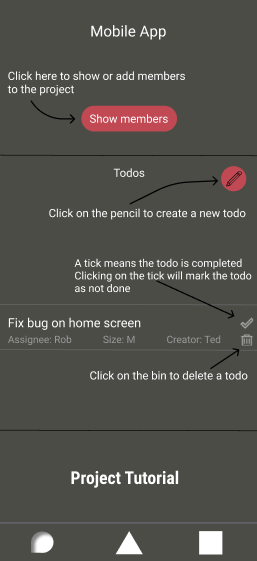 Mobile App
Click here to show or add members
to the project
Show members
Todos
Click on the pencil to create a new todo
A tick means the todo is completed
Clicking on the tick will mark the todo
as not done
Fix bug on home screen
Assignee: Rob Size: M Creator: Ted
Click on the bin to delete a todo
Project Tutorial